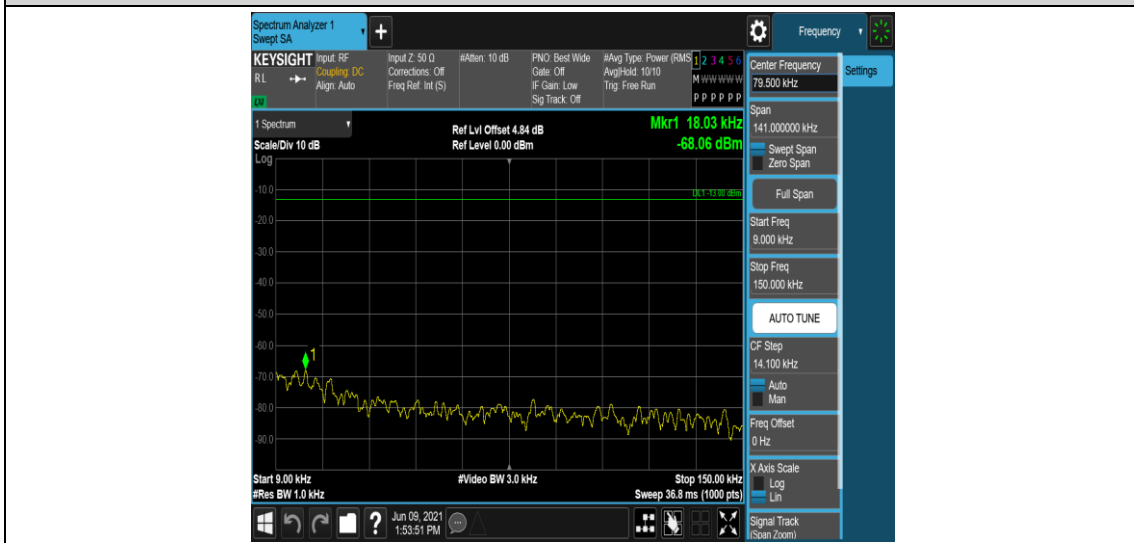 Spectrum Analyzer 1
Swept SA
+
Frequency
KEYSIGHT
RL
Input: RF
Coupling: DC
Align: Auto
Input Z: 50 Ω
Corrections: Off
Freq Ref: Int (S)
#Atten: 10 dB
PNO: Best Wide
Gate: Off
IF Gain: Low
Sig Track: Off
#Avg Type: Power (RMS
Avg|Hold: 10/10
Trig: Free Run
1 2 3 4 5 6
M W W W W W
P P P P P P
LXI
1 Spectrum
Scale/Div 10 dB
Ref Lvl Offset 4.84 dB
Ref Level 0.00 dBm
Mkr1 18.03 kHz
-68.06 dBm
Log
DL1 -13.00 dBm
-10.0
-20.0
-30.0
-40.0
-50.0
-60.0
-70.0
-80.0
-90.0
1
Start 9.00 kHz
#Res BW 1.0 kHz
#Video BW 3.0 kHz
Stop 150.00 kHz
Sweep 36.8 ms (1000 pts)
?
Jun 09, 2021
1:53:51 PM
Center Frequency
79.500 kHz
Settings
Span
141.000000 kHz
Swept Span
Zero Span
Full Span
Start Freq
9.000 kHz
Stop Freq
150.000 kHz
AUTO TUNE
CF Step
14.100 kHz
Auto
Man
Freq Offset
0 Hz
X Axis Scale
Log
Lin
Signal Track
(Span Zoom)